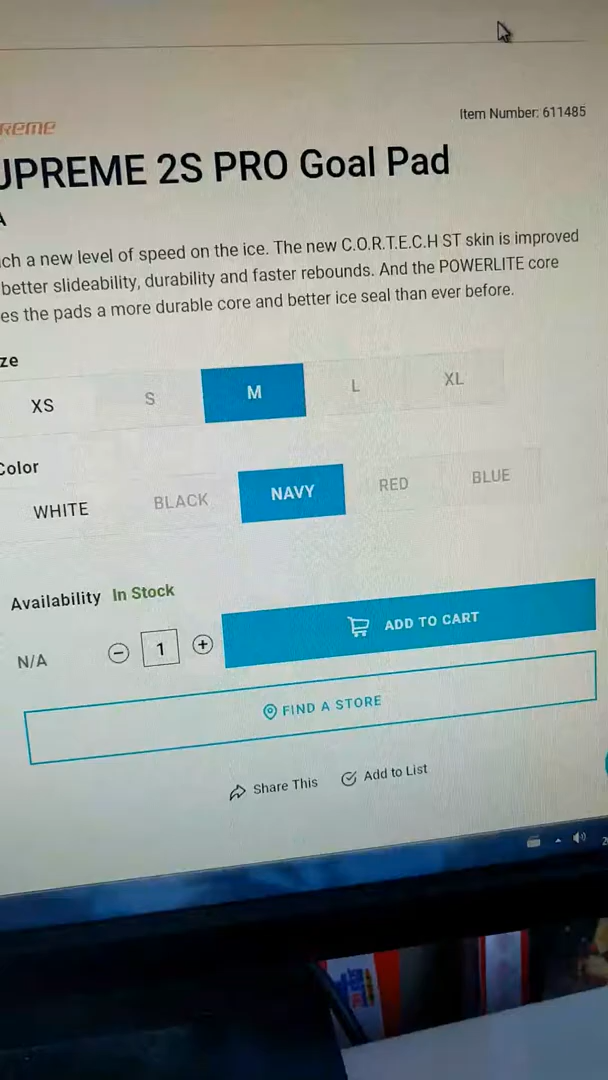 REME
Item Number: 611485
UPREME 2S PRO Goal Pad
A
ch a new level of speed on the ice. The new C.O.R.T.E.C.H ST skin is improved
better slideability, durability and faster rebounds. And the POWERLITE core
es the pads a more durable core and better ice seal than ever before.
ze
XS S M L XL
Color
WHITE BLACK NAVY RED BLUE
Availability In Stock
N/A 1 ADD TO CART
FIND A STORE
Share This Add to List